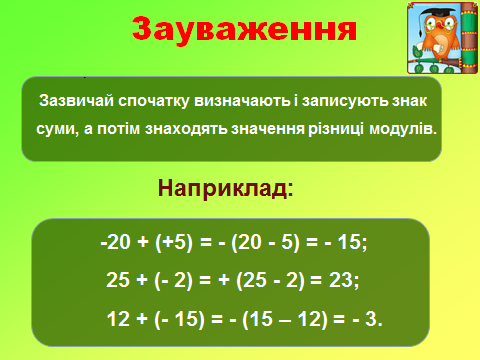 Зауваження
Зазвичай спочатку визначають і записують знак
суми, а потім знаходять значення різниці модулів.
Наприклад:
-20 + (+5) = - (20 - 5) = - 15;
25 + (- 2) = + (25 - 2) = 23;
12 + (- 15) = - (15 – 12) = - 3.